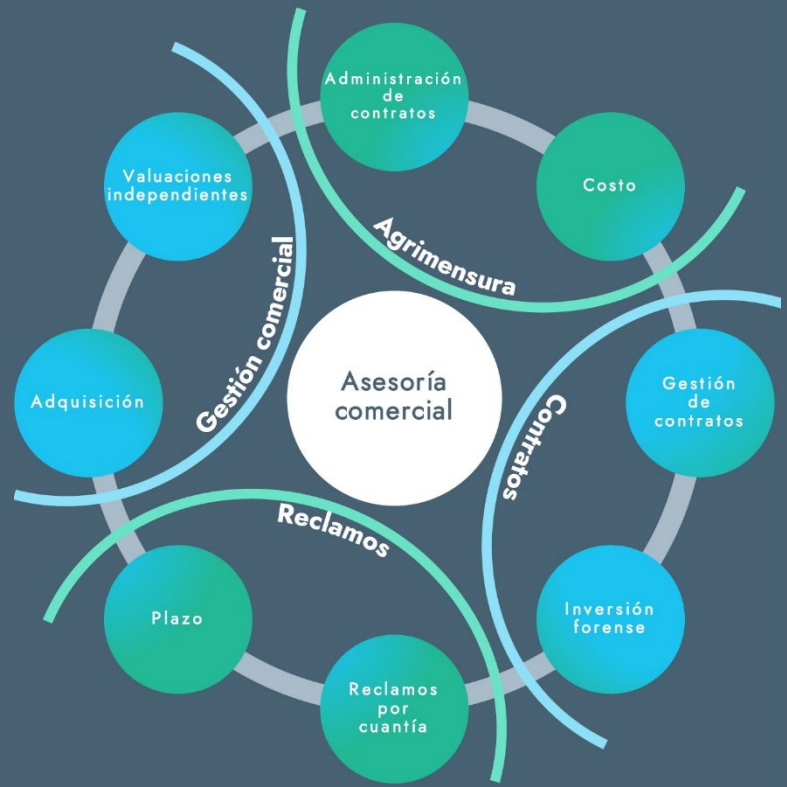 Administración
de
contratos
Costo
Agrimensura
Valuaciones
independientes
Gestión comercial
Adquisición
Asesoría
comercial
Gestión
de
contratos
Contratos
Inversión
forense
Reclamos
Plazo
Reclamos
por
cuantía